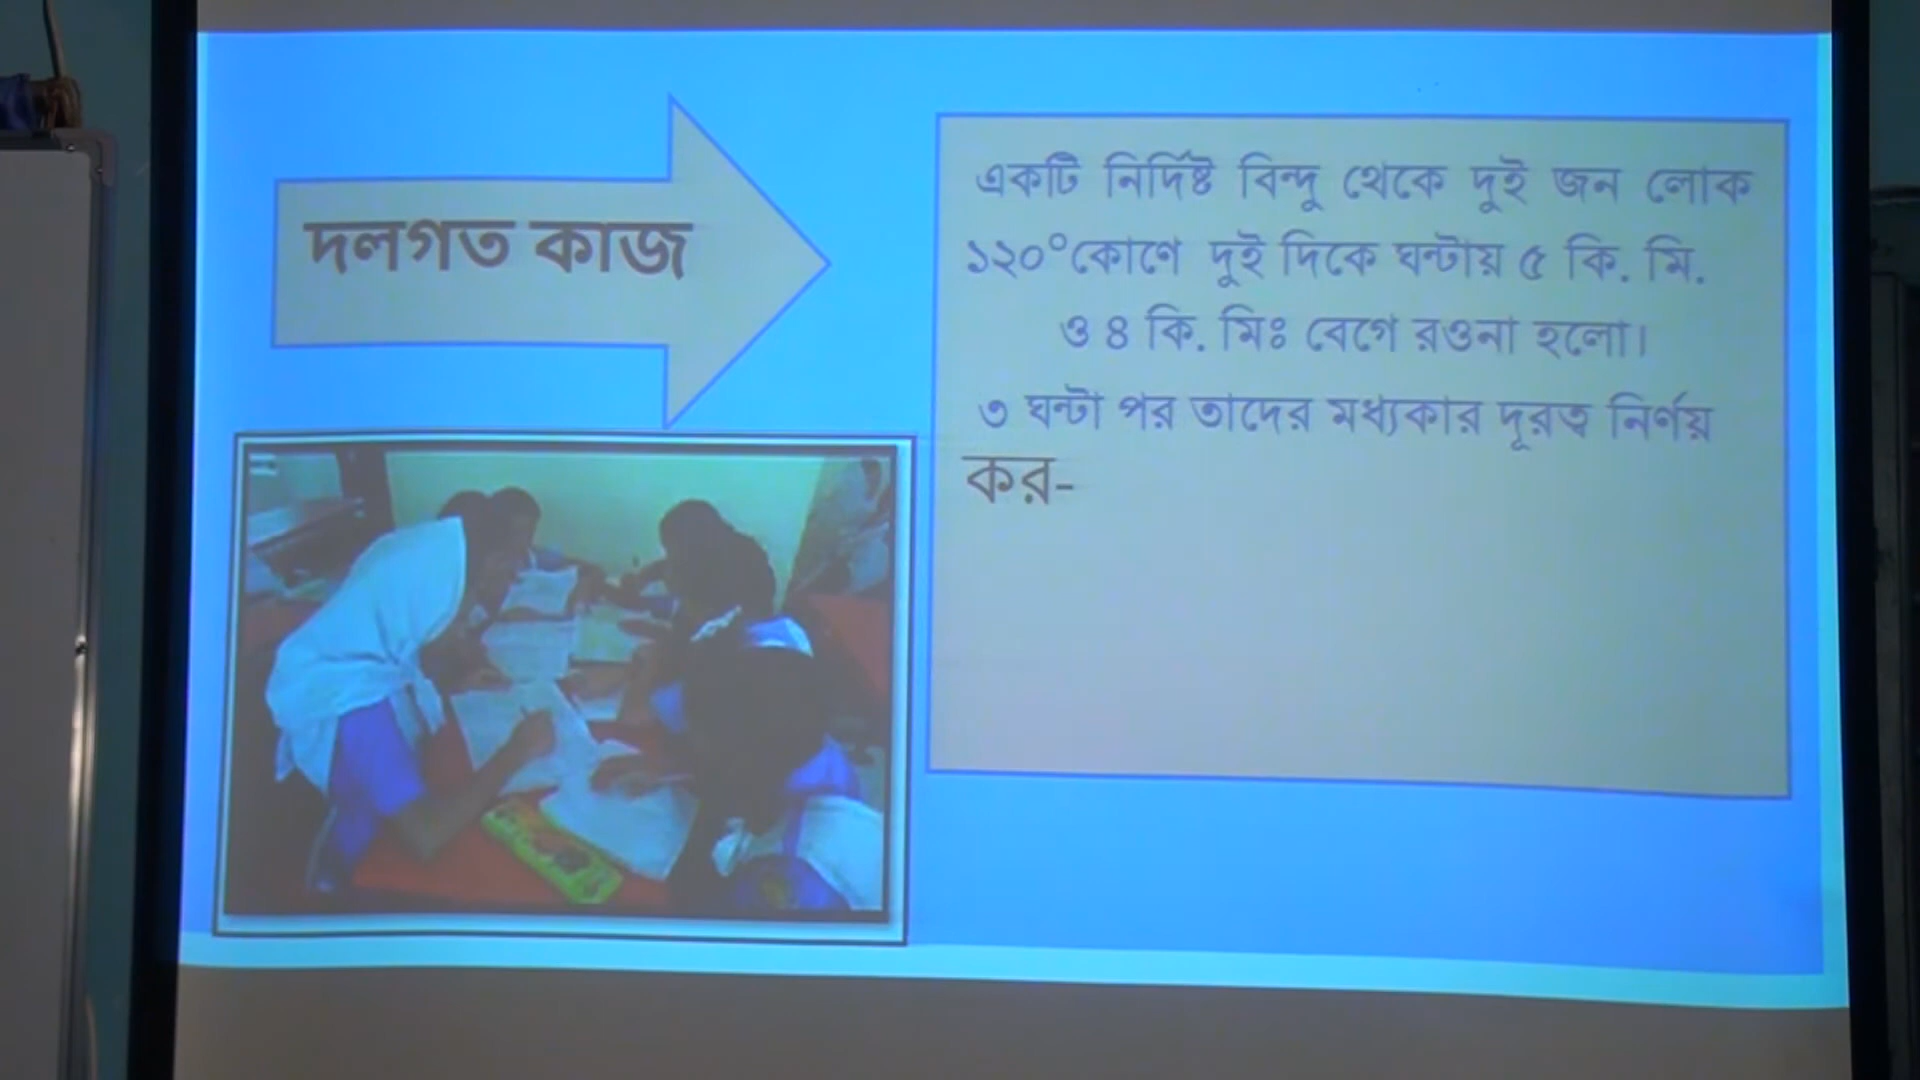 দলগত কাজ
একটি নির্দিষ্ট বিন্দু থেকে দুই জন লোক
১২০°কোণে দুই দিকে ঘন্টায় ৫ কি. মি.
ও ৪ কি. মিঃ বেগে রওনা হলো।
৩ ঘন্টা পর তাদের মধ্যকার দূরত্ব নির্ণয়
কর-